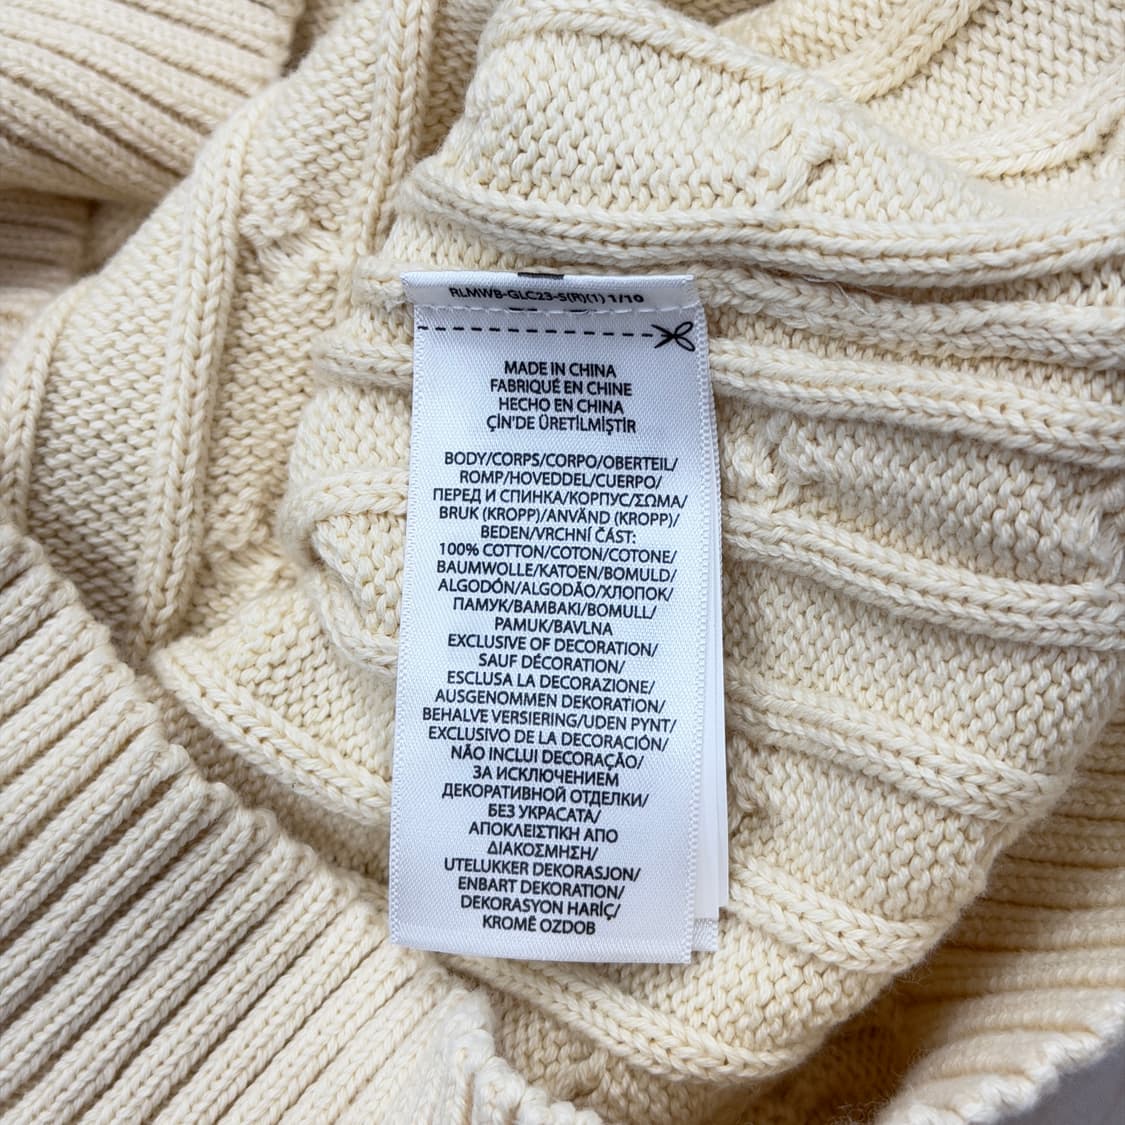 RLMWB-GLC23-S(R)(1) 1/10
MADE IN CHINA
FABRIQUÉ EN CHINE
HECHO EN CHINA
ÇİN'DE ÜRETİLMİŞTİR
BODY/CORPS/CORPO/OBERTEIL/
ROMP/HOVEDDEL/CUERPO/
ПЕРЕД И СПИНКА/КОРПУС/ΣΩΜΑ/
BRUK (KROPP)/ANVÄND (KROPP)/
BEDEN/VRCHNÍ ČÁST:
100% COTTON/COTON/COTONE/
BAUMWOLLE/KATOEN/BOMULD/
ALGODÓN/ALGODÃO/ХЛОПОК/
ПАМУК/BAMBAKI/BOMULL/
PAMUK/BAVLNA
EXCLUSIVE OF DECORATION/
SAUF DÉCORATION/
ESCLUSA LA DECORAZIONE/
AUSGENOMMEN DEKORATION/
BEHALVE VERSIERING/UDEN PYNT/
EXCLUSIVO DE LA DECORACIÓN/
NÃO INCLUI DECORAÇÃO/
ЗА ИСКЛЮЧЕНИЕМ
ДЕКОРАТИВНОЙ ОТДЕЛКИ/
БЕЗ УКРАСАТА/
ΑΠΟΚΛΕΙΣΤΙΚΗ ΑΠΟ
ΔΙΑΚΟΣΜΗΣΗ/
UTELUKKER DEKORASJON/
ENBART DEKORATION/
DEKORASYON HARİÇ/
KROMĚ OZDOB